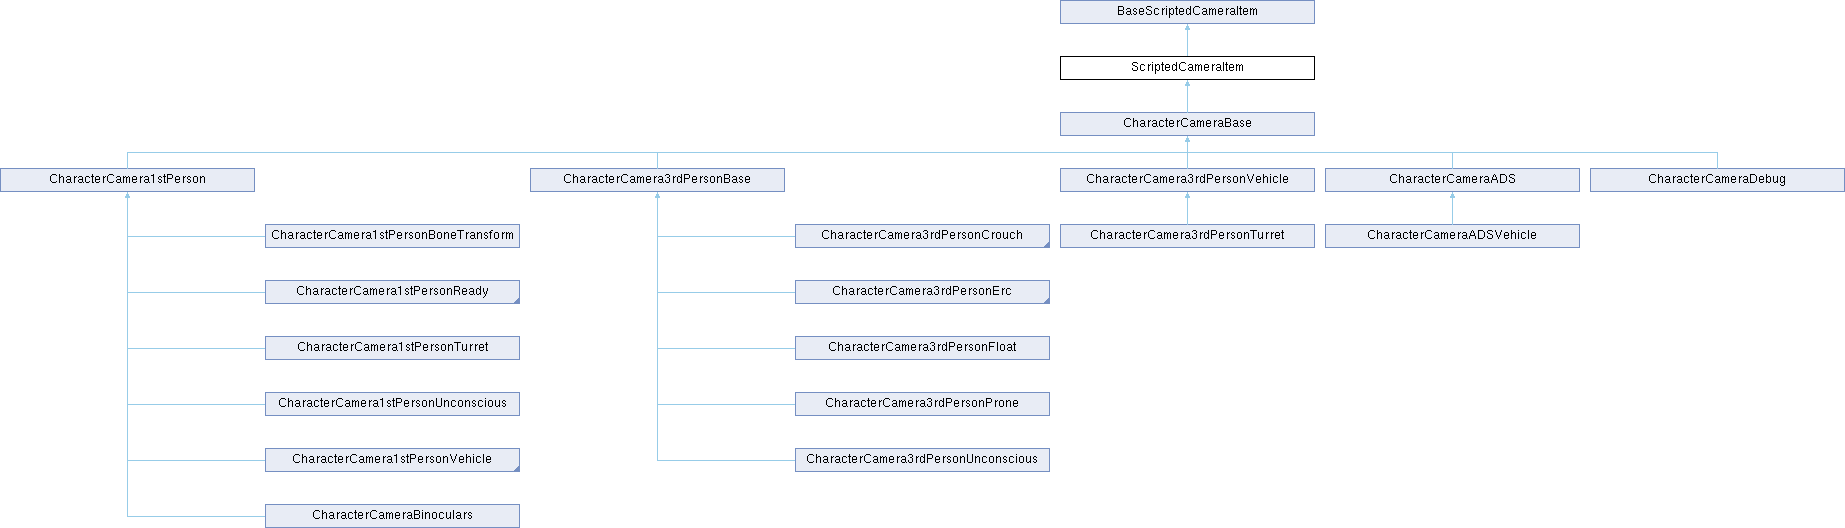 BaseScriptedCameraItem
ScriptedCameraItem
CharacterCameraBase
CharacterCamera1stPerson
CharacterCamera3rdPersonBase
CharacterCamera3rdPersonVehicle
CharacterCameraADS
CharacterCameraDebug
CharacterCamera1stPersonBoneTransform
CharacterCamera3rdPersonCrouch
CharacterCamera3rdPersonTurret
CharacterCameraADSVehicle
CharacterCamera1stPersonReady
CharacterCamera3rdPersonErc
CharacterCamera1stPersonTurret
CharacterCamera3rdPersonFloat
CharacterCamera1stPersonUnconscious
CharacterCamera3rdPersonProne
CharacterCamera1stPersonVehicle
CharacterCamera3rdPersonUnconscious
CharacterCameraBinoculars